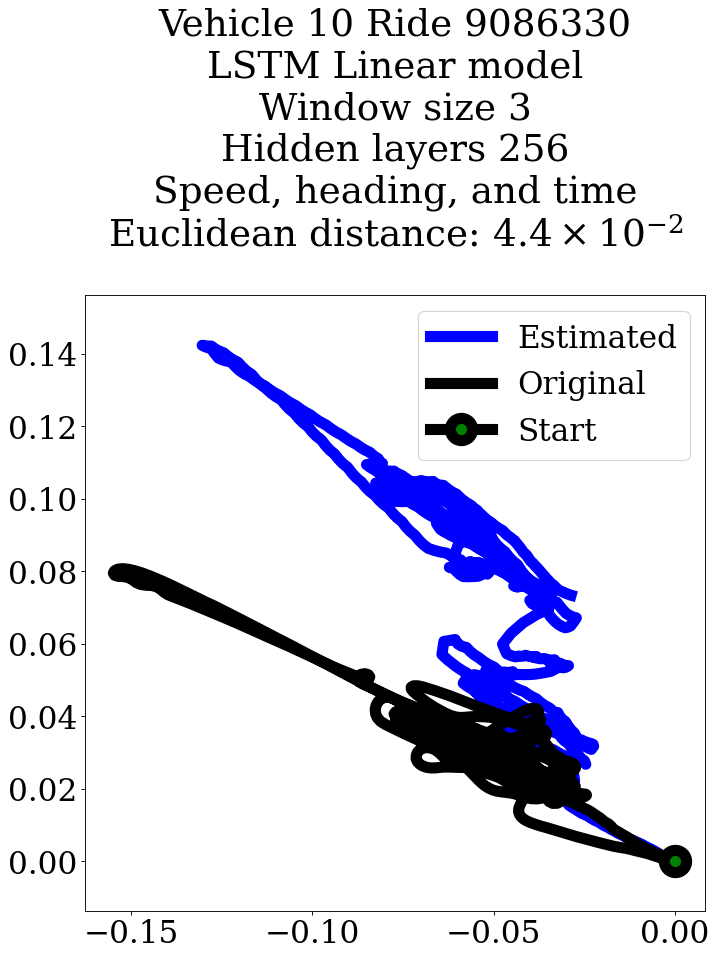 Vehicle 10 Ride 9086330
LSTM Linear model
Window size 3
Hidden layers 256
Speed, heading, and time
Euclidean distance: 4.4 × 10⁻²
Estimated
Original
Start
0.14
0.12
0.10
0.08
0.06
0.04
0.02
0.00
−0.15 −0.10 −0.05 0.00